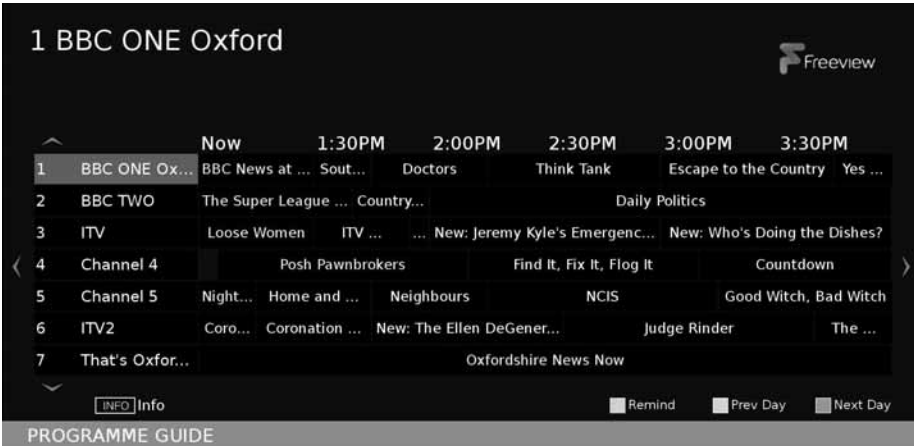 1 BBC ONE Oxford
Freeview
Now 1:30PM 2:00PM 2:30PM 3:00PM 3:30PM
1 BBC ONE Ox... BBC News at ... Sout... Doctors Think Tank Escape to the Country Yes ...
2 BBC TWO The Super League ... Country... Daily Politics
3 ITV Loose Women ITV ... ... New: Jeremy Kyle's Emergenc... New: Who's Doing the Dishes?
4 Channel 4 Posh Pawnbrokers Find It, Fix It, Flog It Countdown
5 Channel 5 Night... Home and ... Neighbours NCIS Good Witch, Bad Witch
6 ITV2 Coro... Coronation ... New: The Ellen DeGener... Judge Rinder The ...
7 That's Oxfor... Oxfordshire News Now
INFO Info Remind Prev Day Next Day
PROGRAMME GUIDE